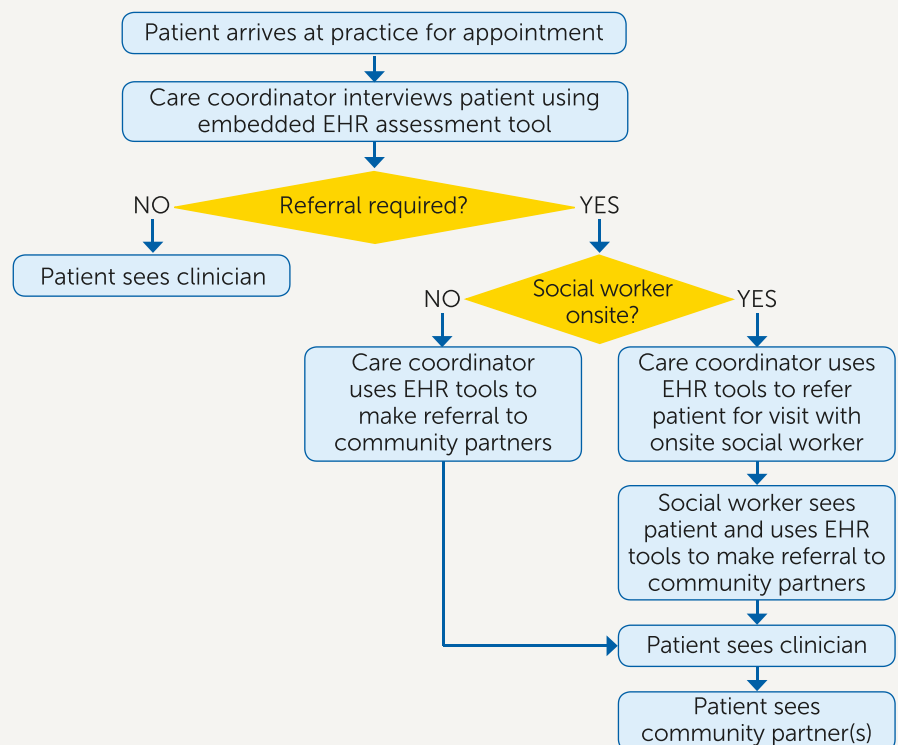 Patient arrives at practice for appointment
Care coordinator interviews patient using
embedded EHR assessment tool
NO
Referral required?
YES
Patient sees clinician
NO
Social worker
onsite?
YES
Care coordinator
uses EHR tools to
make referral to
community partners
Care coordinator uses
EHR tools to refer
patient for visit with
onsite social worker
Social worker sees
patient and uses EHR
tools to make referral to
community partners
Patient sees clinician
Patient sees
community partner(s)